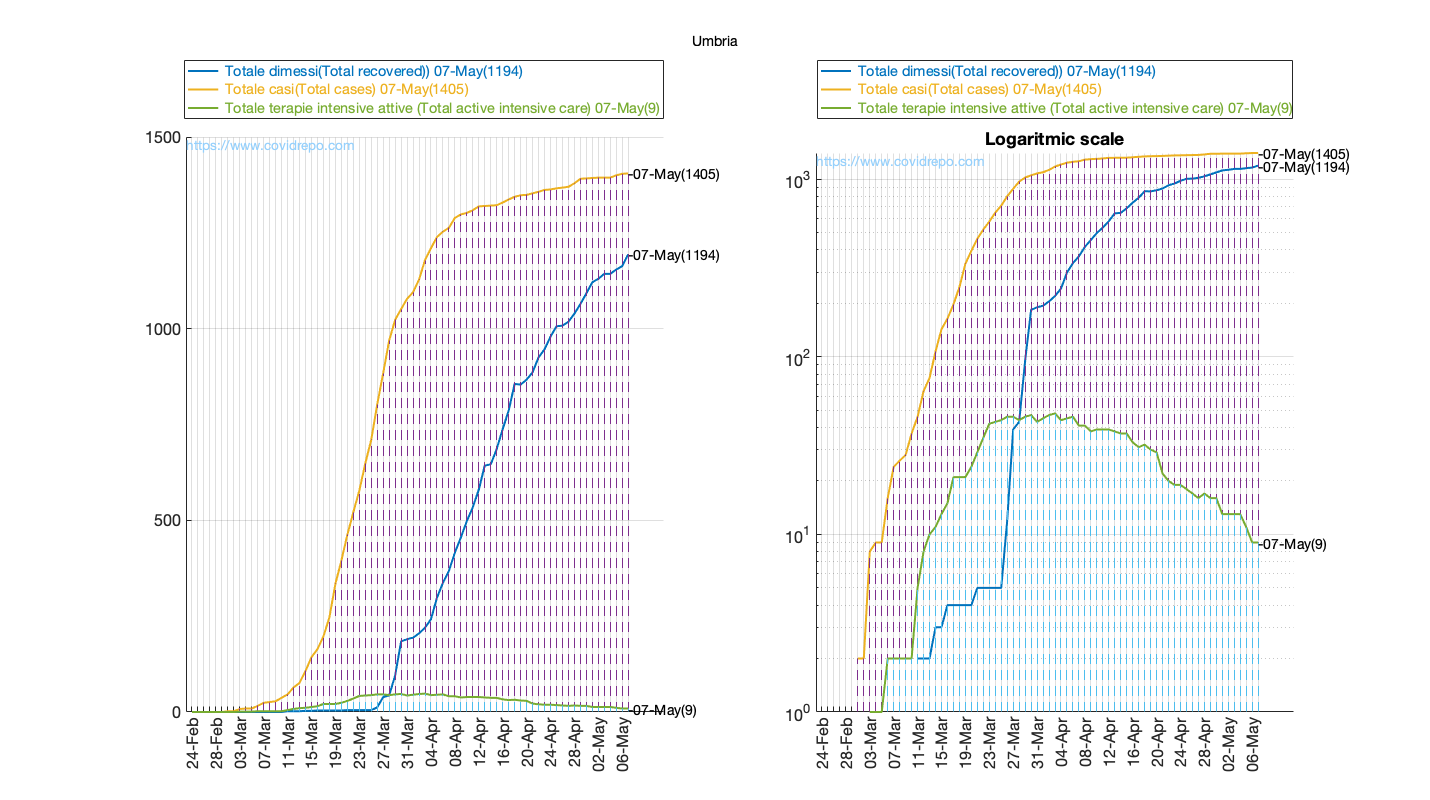 Umbria
Totale dimessi(Total recovered)) 07-May(1194)
Totale casi(Total cases) 07-May(1405)
Totale terapie intensive attive (Total active intensive care) 07-May(9)
https://www.covidrepo.com
1500
1000
500
0
07-May(1405)
07-May(1194)
07-May(9)
24-Feb
28-Feb
03-Mar
07-Mar
11-Mar
15-Mar
19-Mar
23-Mar
27-Mar
31-Mar
04-Apr
08-Apr
12-Apr
16-Apr
20-Apr
24-Apr
28-Apr
02-May
06-May
Totale dimessi(Total recovered)) 07-May(1194)
Totale casi(Total cases) 07-May(1405)
Totale terapie intensive attive (Total active intensive care) 07-May(9)
Logaritmic scale
https://www.covidrepo.com
10^3
10^2
10^1
10^0
07-May(1405)
07-May(1194)
07-May(9)
24-Feb
28-Feb
03-Mar
07-Mar
11-Mar
15-Mar
19-Mar
23-Mar
27-Mar
31-Mar
04-Apr
08-Apr
12-Apr
16-Apr
20-Apr
24-Apr
28-Apr
02-May
06-May